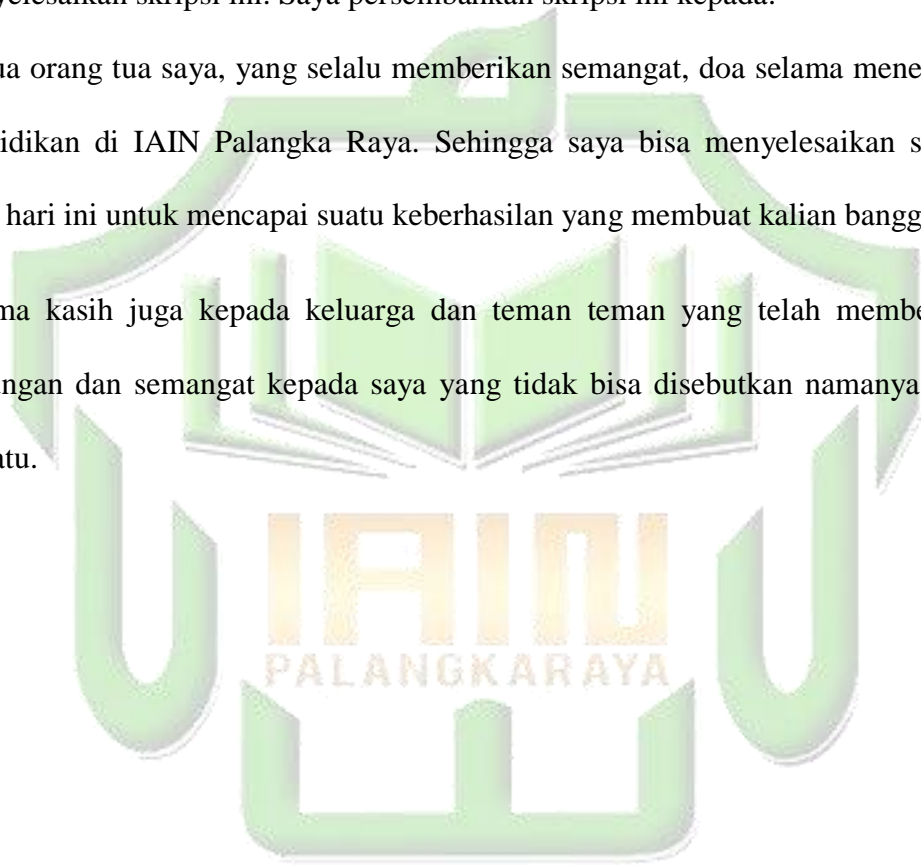 yelesaikan skripsi ini. Saya persembahkan skripsi ini kepada:
ua orang tua saya, yang selalu memberikan semangat, doa selama mene
idikan di IAIN Palangka Raya. Sehingga saya bisa menyelesaikan s
hari ini untuk mencapai suatu keberhasilan yang membuat kalian bangg
ma kasih juga kepada keluarga dan teman teman yang telah membe
ngan dan semangat kepada saya yang tidak bisa disebutkan namanya
atu.
IAIN
PALANGKARAYA